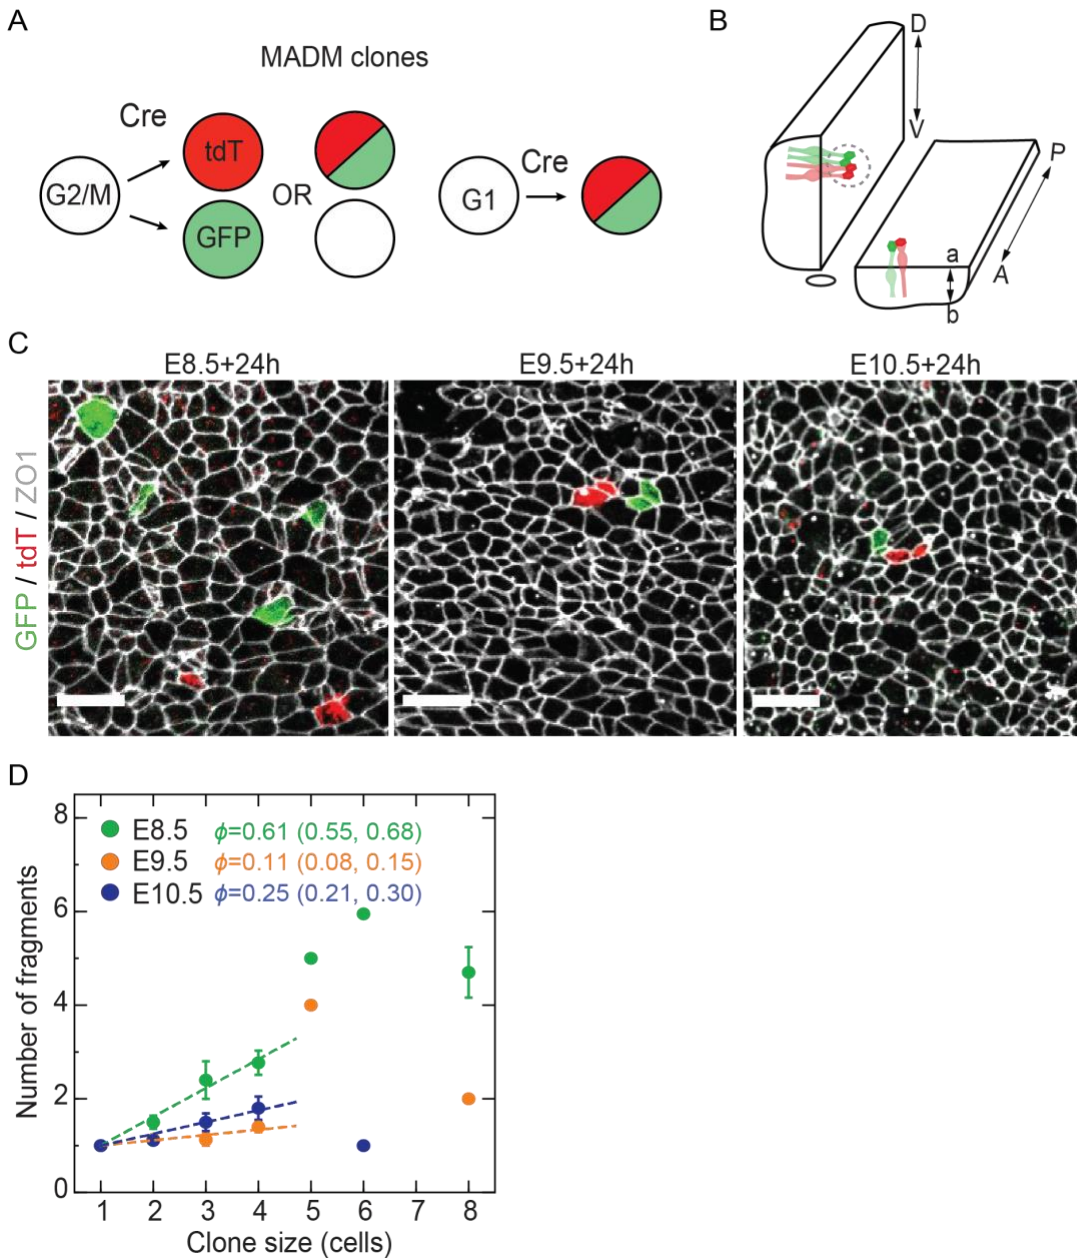 A
MADM clones
Cre
G2/M
tdT
GFP
OR
G1
Cre
B
D
V
P
A
a
b
C
E8.5+24h
E9.5+24h
E10.5+24h
GFP / tdT / ZO1
D
Number of fragments
8
6
4
2
0
E8.5 ϕ=0.61 (0.55, 0.68)
E9.5 ϕ=0.11 (0.08, 0.15)
E10.5 ϕ=0.25 (0.21, 0.30)
1 2 3 4 5 6 7 8
Clone size (cells)